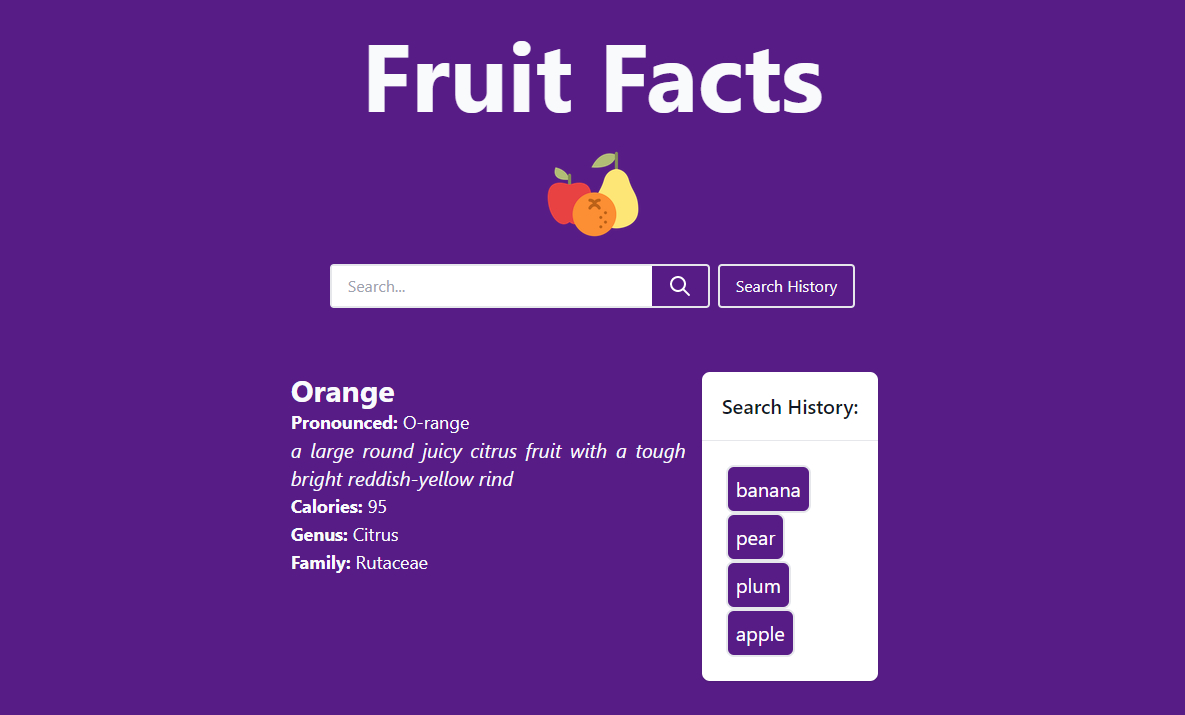 Fruit Facts
Search...
Search History
Orange
Pronounced: O-range
a large round juicy citrus fruit with a tough
bright reddish-yellow rind
Calories: 95
Genus: Citrus
Family: Rutaceae
Search History:
banana
pear
plum
apple